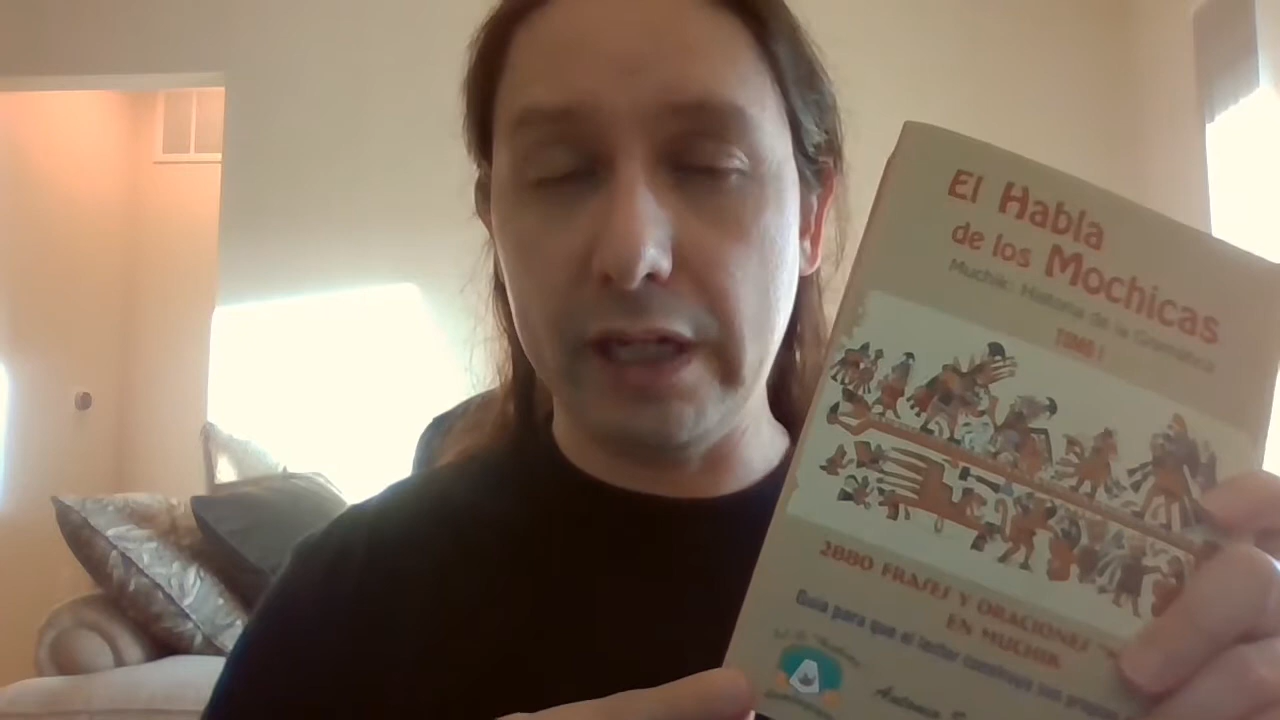 El Habla
de los Mochicas
Muchik: Historia de la Gramática
TOMO I
2880 FRASES Y ORACIONES
EN MUCHIK
Guía para que el lector construya sus propias
Antonio